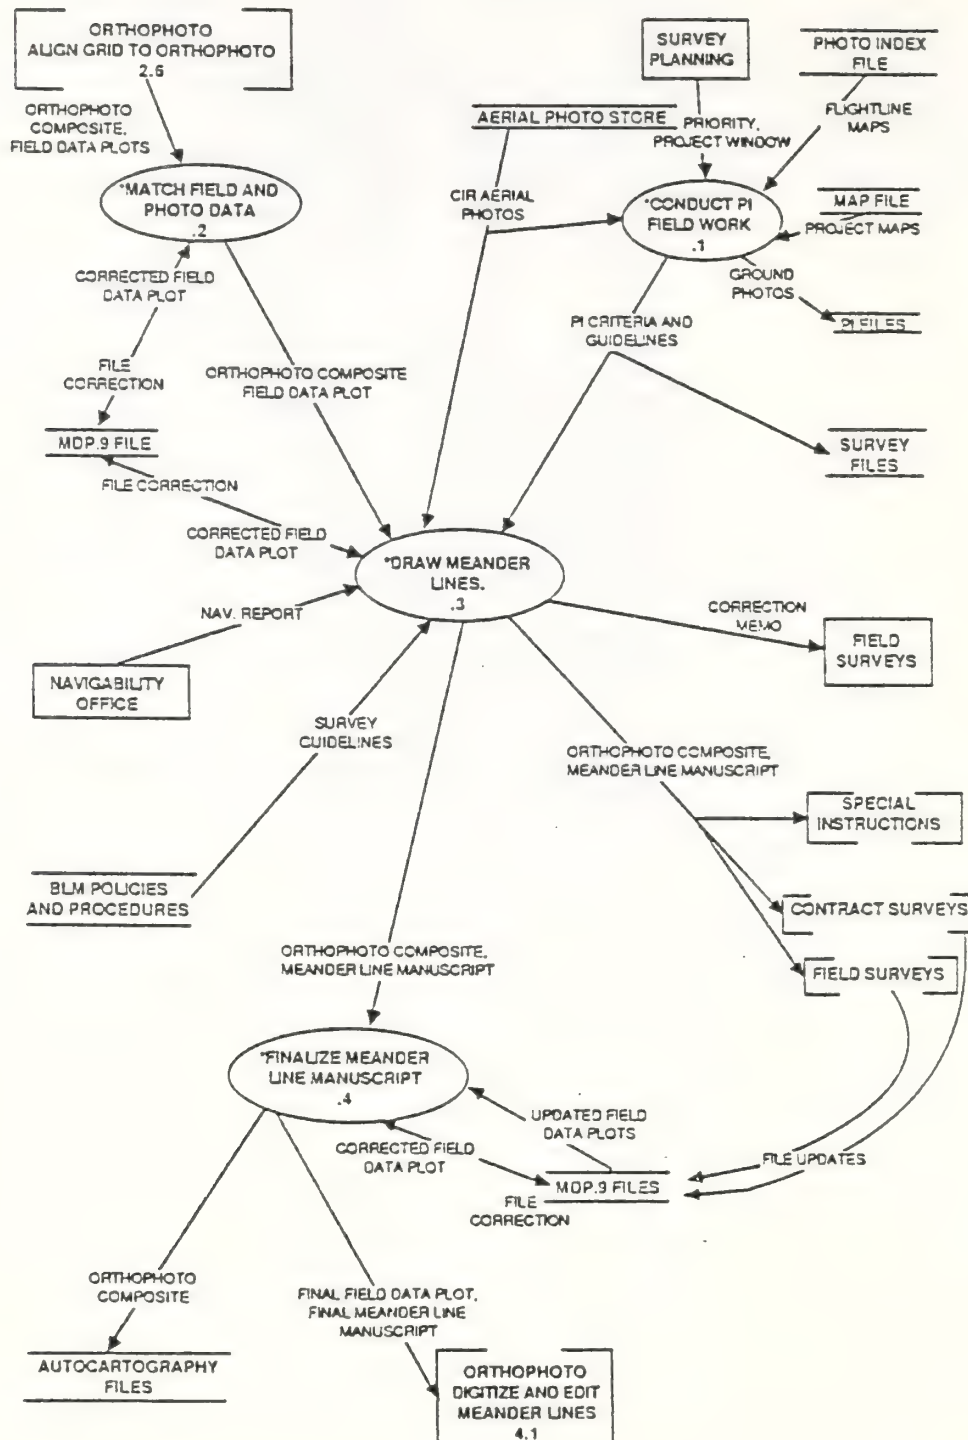 ORTHOPHOTO
ALIGN GRID TO ORTHOPHOTO
2.6
SURVEY
PLANNING
PHOTO INDEX
FILE
ORTHOPHOTO
COMPOSITE,
FIELD DATA PLOTS
AERIAL PHOTO STORE
PRIORITY,
PROJECT WINDOW
FLIGHTLINE
MAPS
*MATCH FIELD AND
PHOTO DATA
.2
CIR AERIAL
PHOTOS
*CONDUCT PI
FIELD WORK
.1
MAP FILE
PROJECT MAPS
CORRECTED FIELD
DATA PLOT
GROUND
PHOTOS
PI FILES
PI CRITERIA AND
GUIDELINES
FILE
CORRECTION
ORTHOPHOTO COMPOSITE
FIELD DATA PLOT
MDP.9 FILE
SURVEY
FILES
FILE CORRECTION
CORRECTED FIELD
DATA PLOT
*DRAW MEANDER
LINES.
.3
NAV. REPORT
CORRECTION
MEMO
FIELD
SURVEYS
NAVIGABILITY
OFFICE
SURVEY
GUIDELINES
ORTHOPHOTO COMPOSITE,
MEANDER LINE MANUSCRIPT
SPECIAL
INSTRUCTIONS
BLM POLICIES
AND PROCEDURES
CONTRACT SURVEYS
ORTHOPHOTO COMPOSITE,
MEANDER LINE MANUSCRIPT
FIELD SURVEYS
*FINALIZE MEANDER
LINE MANUSCRIPT
.4
UPDATED FIELD
DATA PLOTS
CORRECTED FIELD
DATA PLOT
FILE UPDATES
MDP.9 FILES
FILE
CORRECTION
ORTHOPHOTO
COMPOSITE
FINAL FIELD DATA PLOT,
FINAL MEANDER LINE
MANUSCRIPT
AUTOCARTOGRAPHY
FILES
ORTHOPHOTO
DIGITIZE AND EDIT
MEANDER LINES
4.1